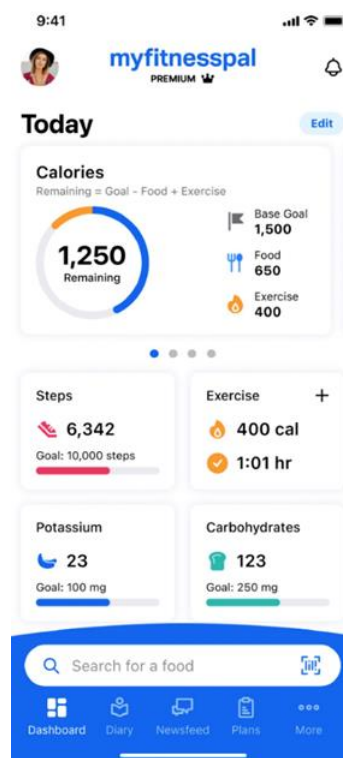 9:41
myfitnesspal
PREMIUM
Today
Edit
Calories
Remaining = Goal - Food + Exercise
1,250
Remaining
Base Goal
1,500
Food
650
Exercise
400
Steps
6,342
Goal: 10,000 steps
Exercise +
400 cal
1:01 hr
Potassium
23
Goal: 100 mg
Carbohydrates
123
Goal: 250 mg
Search for a food
Dashboard Diary Newsfeed Plans More